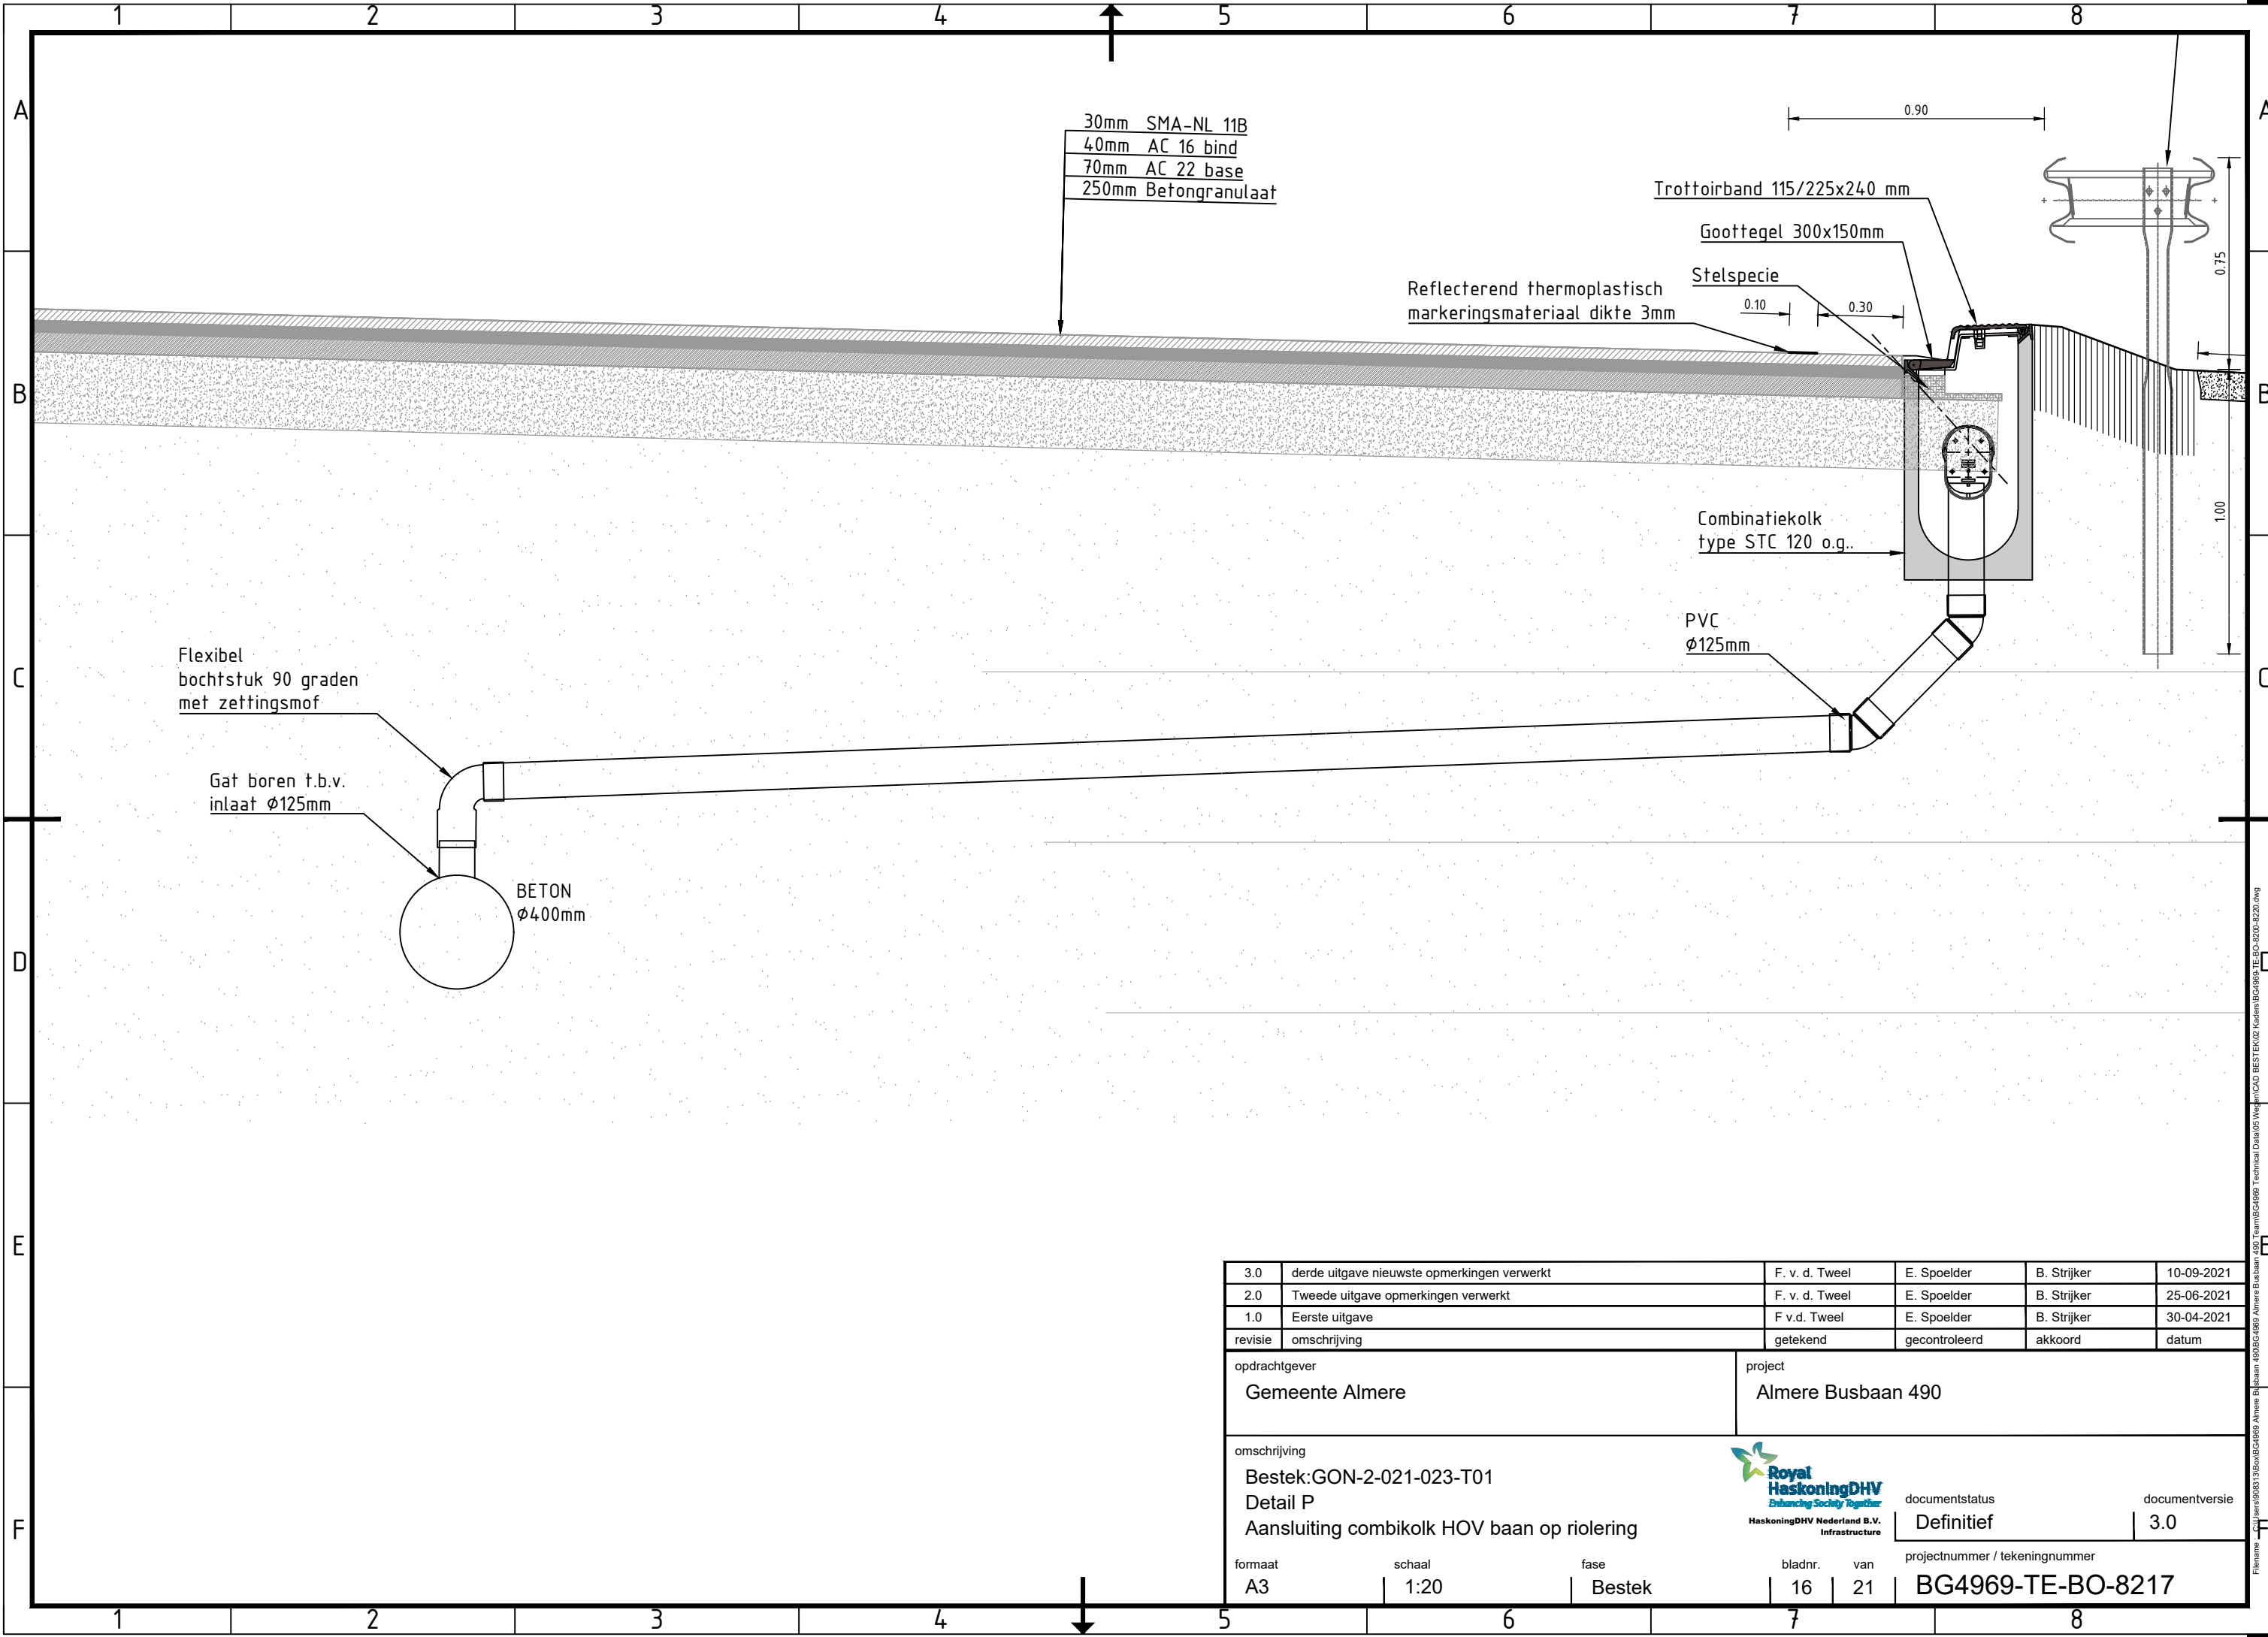 1 2 3 4 5 6 7 8
A
B
C
D
E
F
30mm SMA-NL 11B
40mm AC 16 bind
70mm AC 22 base
250mm Betongranulaat
0.90
Trottoirband 115/225x240 mm
Goottegel 300x150mm
Stelspecie
Reflecterend thermoplastisch
markeringsmateriaal dikte 3mm
0.10
0.30
0.75
1.00
Combinatiekolk
type STC 120 o.g..
PVC
Ø125mm
Flexibel
bochtstuk 90 graden
met zettingsmof
Gat boren t.b.v.
inlaat Ø125mm
BETON
Ø400mm
A
B
C
D
E
F
3.0 derde uitgave nieuwste opmerkingen verwerkt F. v. d. Tweel E. Spoelder B. Strijker 10-09-2021
2.0 Tweede uitgave opmerkingen verwerkt F. v. d. Tweel E. Spoelder B. Strijker 25-06-2021
1.0 Eerste uitgave F v.d. Tweel E. Spoelder B. Strijker 30-04-2021
revisie omschrijving getekend gecontroleerd akkoord datum
opdrachtgever
Gemeente Almere
project
Almere Busbaan 490
omschrijving
Bestek:GON-2-021-023-T01
Detail P
Aansluiting combikolk HOV baan op riolering
Royal
HaskoningDHV
Enhancing Society Together
HaskoningDHV Nederland B.V.
Infrastructure
documentstatus
Definitief
documentversie
3.0
formaat
A3
schaal
1:20
fase
Bestek
bladnr.
16
van
21
projectnummer / tekeningnummer
BG4969-TE-BO-8217
1 2 3 4 5 6 7 8